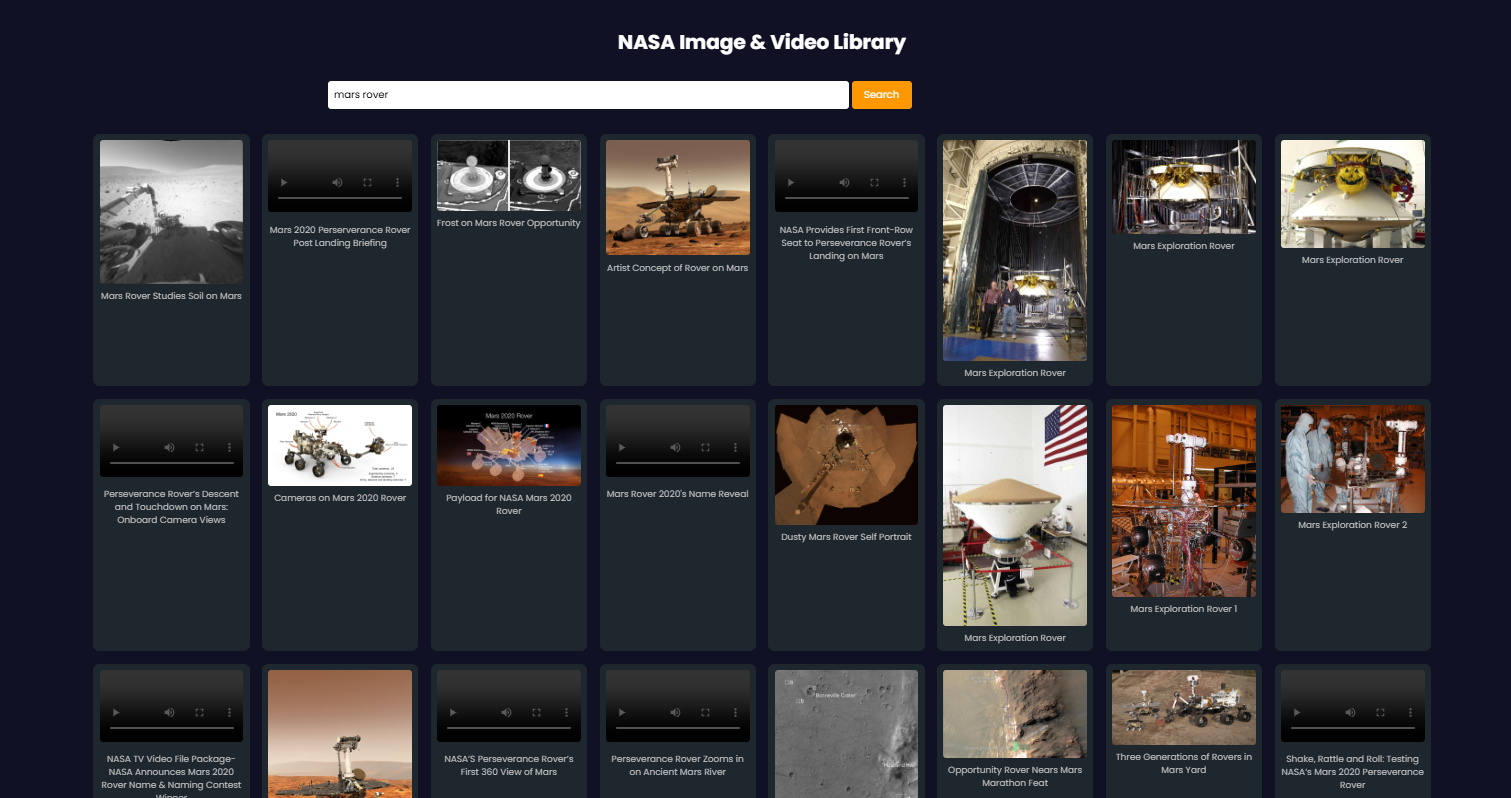 NASA Image & Video Library
mars rover
Search
Mars Rover Studies Soil on Mars
Mars 2020 Perserverance Rover
Post Landing Briefing
Frost on Mars Rover Opportunity
Artist Concept of Rover on Mars
NASA Provides First Front-Row
Seat to Perseverance Rover's
Landing on Mars
Mars Exploration Rover
Mars Exploration Rover
Mars Exploration Rover
Perseverance Rover's Descent
and Touchdown on Mars:
Onboard Camera Views
Mars 2020
Cameras on Mars 2020 Rover
Mars 2020 Rover
Payload for NASA Mars 2020
Rover
Mars Rover 2020's Name Reveal
Dusty Mars Rover Self Portrait
Mars Exploration Rover
Mars Exploration Rover 1
Mars Exploration Rover 2
NASA TV Video File Package-
NASA Announces Mars 2020
Rover Name & Naming Contest
Winner
NASA'S Perseverance Rover's
First 360 View of Mars
Perseverance Rover Zooms in
on Ancient Mars River
Bonneville Crater
Opportunity Rover Nears Mars
Marathon Feat
Three Generations of Rovers in
Mars Yard
Shake, Rattle and Roll: Testing
NASA's Mars 2020 Perseverance
Rover